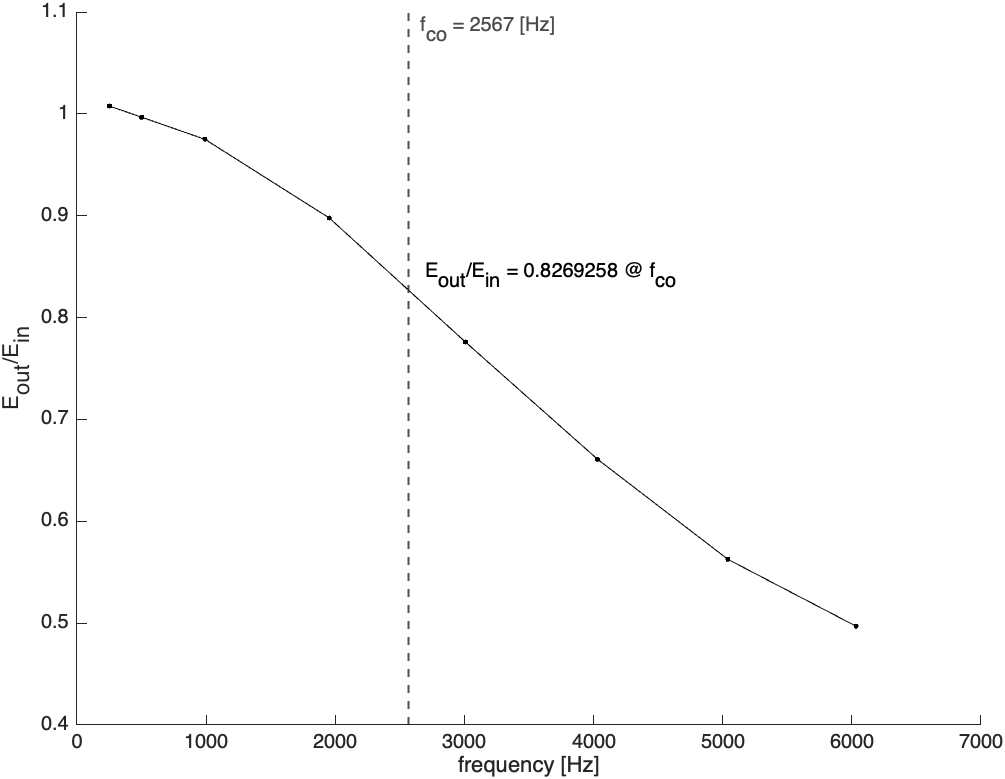 1.1
f_co = 2567 [Hz]
1
0.9
E_out/E_in = 0.8269258 @ f_co
0.8
E_out/E_in
0.7
0.6
0.5
0.4
0 1000 2000 3000 4000 5000 6000 7000
frequency [Hz]